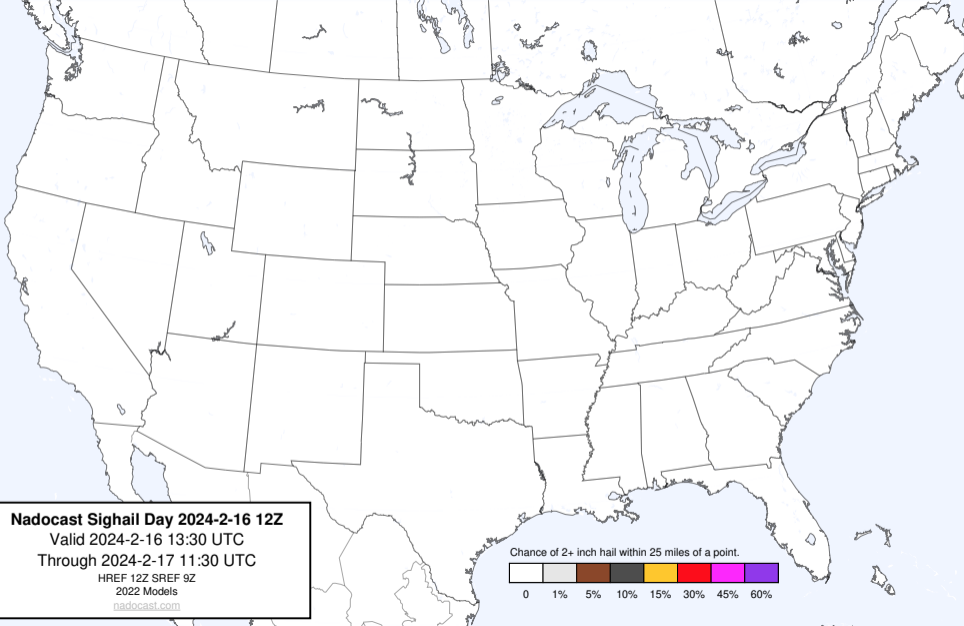 Nadocast Sighail Day 2024-2-16 12Z
Valid 2024-2-16 13:30 UTC
Through 2024-2-17 11:30 UTC
HREF 12Z SREF 9Z
2022 Models
nadocast.com
Chance of 2+ inch hail within 25 miles of a point.
0 1% 5% 10% 15% 30% 45% 60%